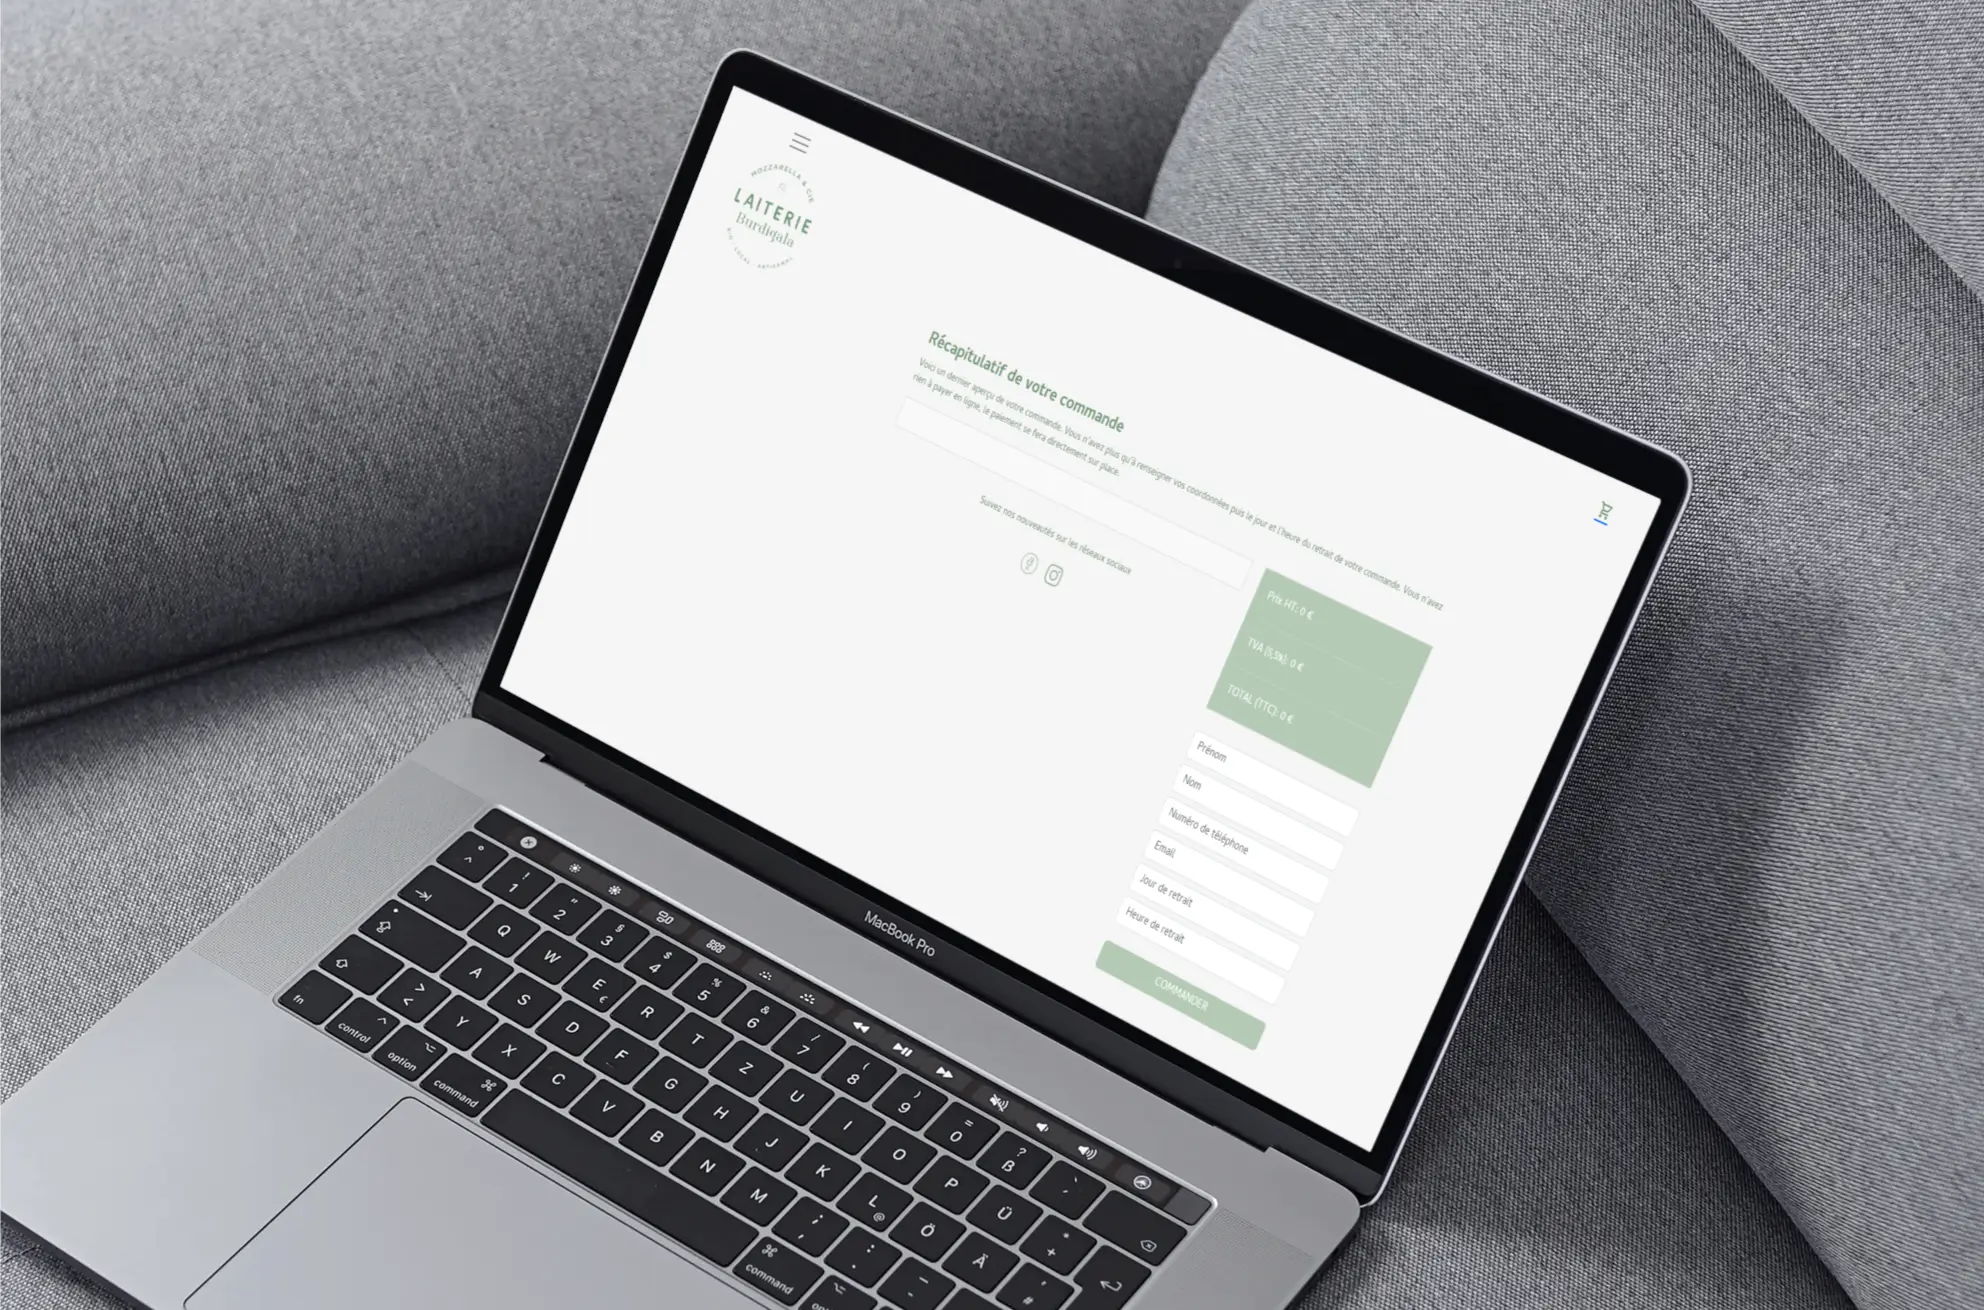 MOZZARELLA & CIE
LAITERIE
Burdigala
BIO · LOCAL · ARTISANAL
Récapitulatif de votre commande
Voici un dernier aperçu de votre commande. Vous n'avez plus qu'à renseigner vos coordonnées puis le jour et l'heure du retrait de votre commande. Vous n'avez
rien à payer en ligne, le paiement se fera directement sur place.
Suivez nos nouveautés sur les réseaux sociaux
Prix HT: 0 €
TVA (5,5%): 0 €
TOTAL (TTC): 0 €
Prénom
Nom
Numéro de téléphone
Email
Jour de retrait
Heure de retrait
COMMANDER
MacBook Pro
^ °
! 1
" 2
§ 3
$ 4
% 5
& 6
/ 7
( 8
) 9
= 0
? ß
Q W E € R T Z U I O P Ü * +
A S D F G H J K L @ Ö Ä ' #
> < Y X C V B N M ; , : . _ -
fn
control
option
command
command